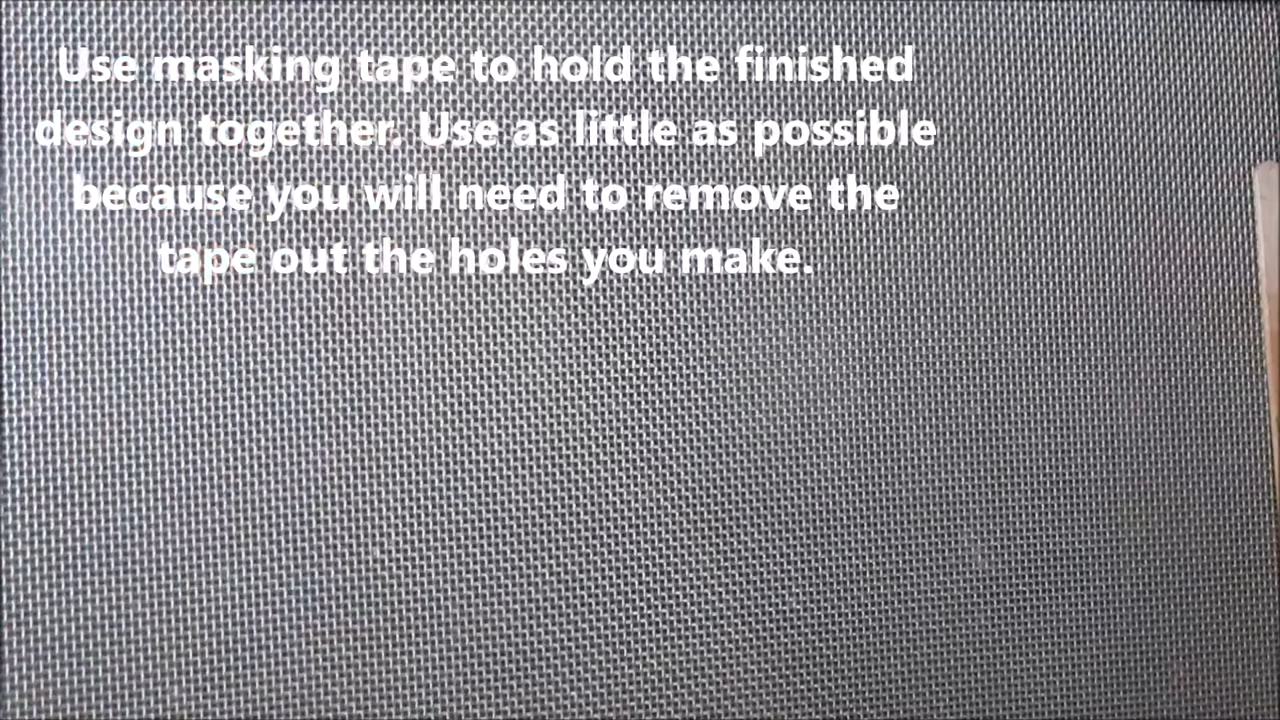 Use masking tape to hold the finished
design together. Use as little as possible
because you will need to remove the
tape out the holes you make.